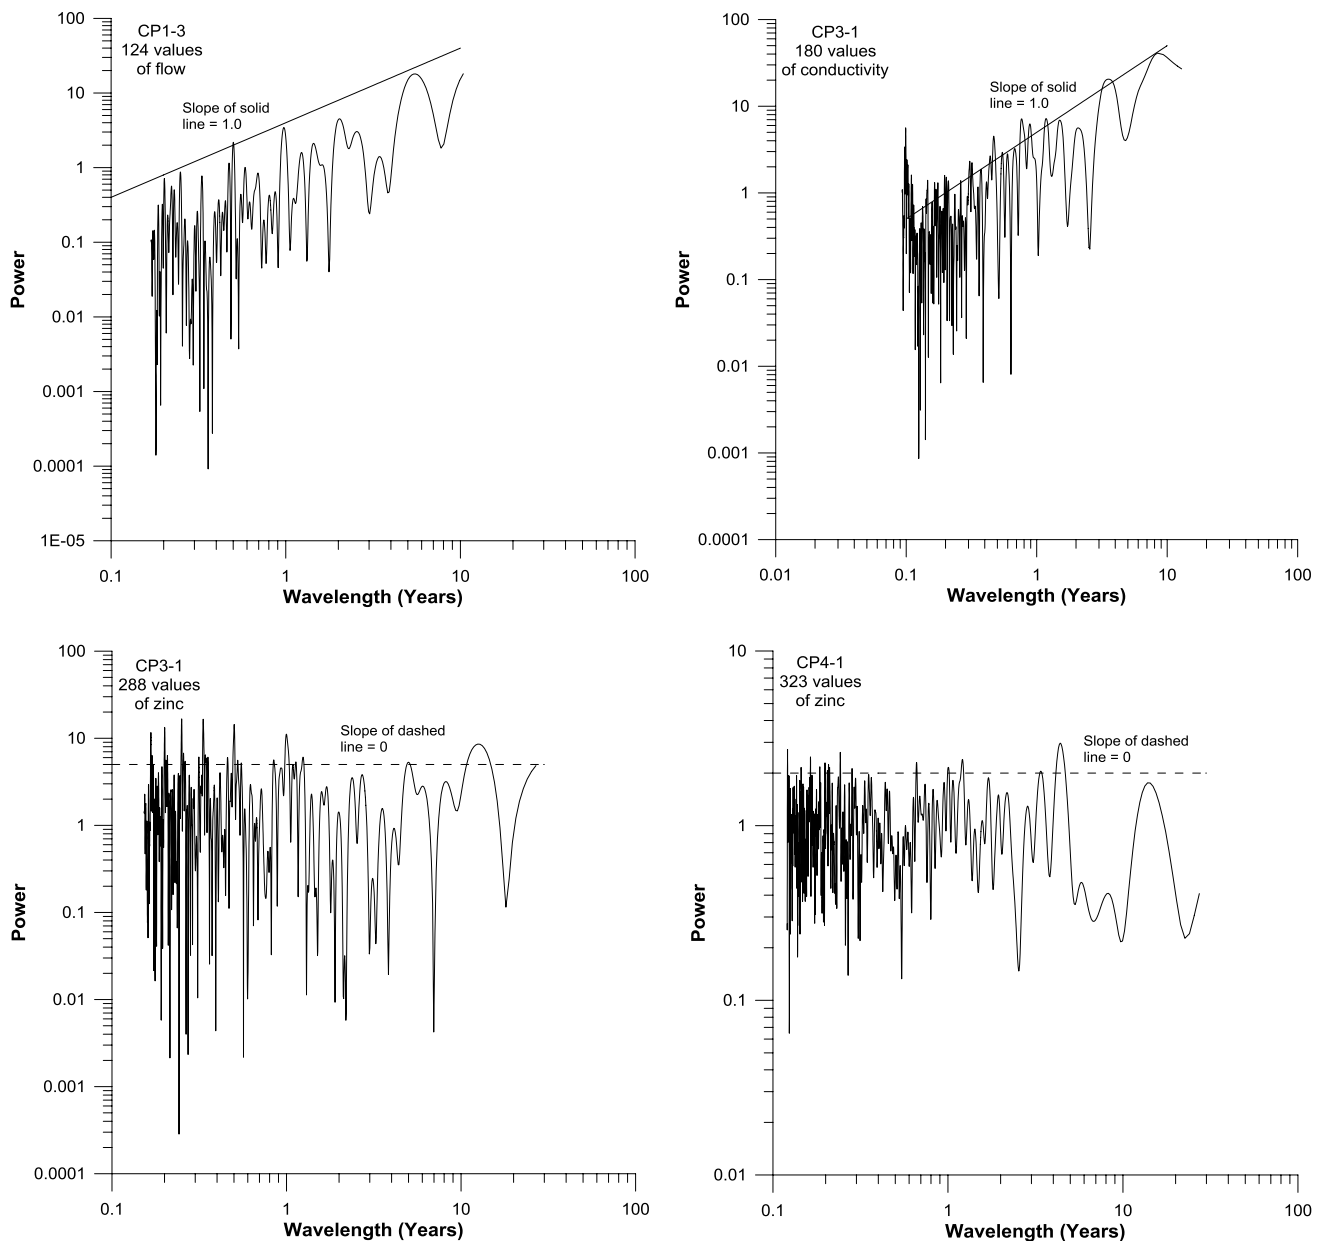 CP1-3
124 values
of flow
Slope of solid
line = 1.0
100
10
1
0.1
0.01
0.001
0.0001
1E-05
Power
0.1
1
10
100
Wavelength (Years)
CP3-1
180 values
of conductivity
Slope of solid
line = 1.0
100
10
1
0.1
0.01
0.001
0.0001
Power
0.01
0.1
1
10
100
Wavelength (Years)
CP3-1
288 values
of zinc
Slope of dashed
line = 0
100
10
1
0.1
0.01
0.001
0.0001
Power
0.1
1
10
100
Wavelength (Years)
CP4-1
323 values
of zinc
Slope of dashed
line = 0
10
1
0.1
0.01
Power
0.1
1
10
100
Wavelength (Years)